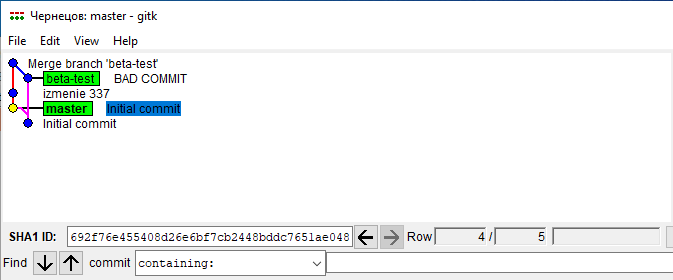 Чернецов: master - gitk
File Edit View Help
Merge branch 'beta-test'
beta-test BAD COMMIT
izmenie 337
master Initial commit
Initial commit
SHA1 ID: 692f76e455408d26e6bf7cb2448bddc7651ae048 Row 4 / 5
Find commit containing: